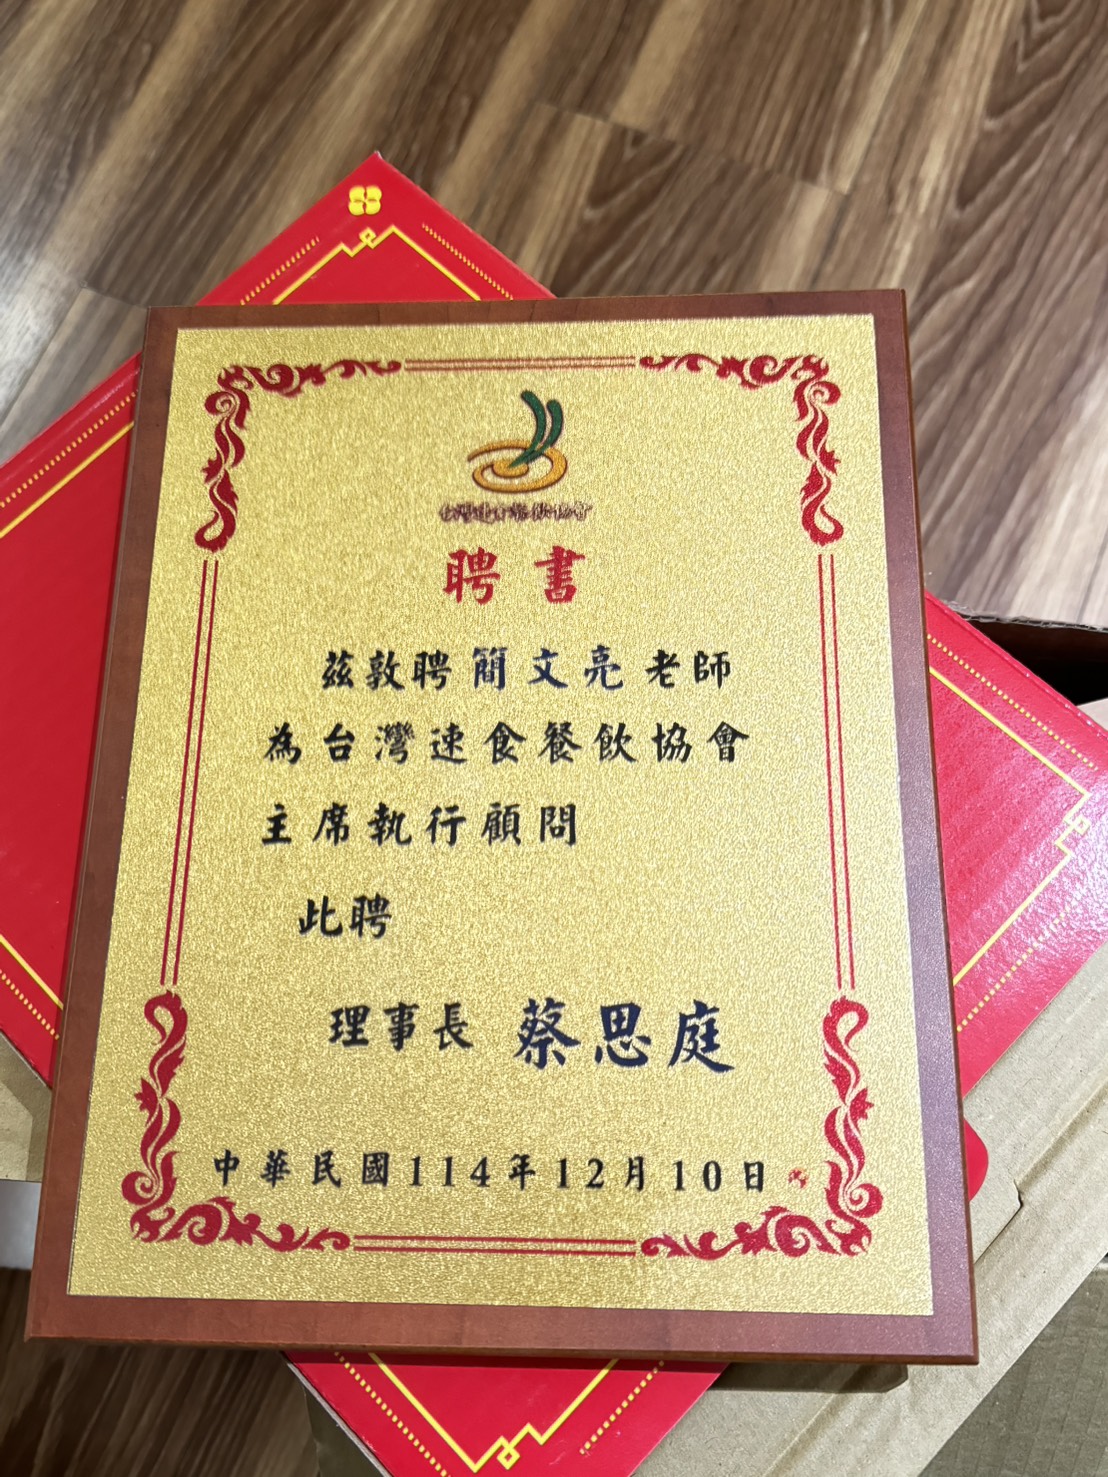 聘書
茲敦聘簡文亮老師
為台灣速食餐飲協會
主席執行顧問
此聘
理事長 蔡思庭
中華民國114年12月10日